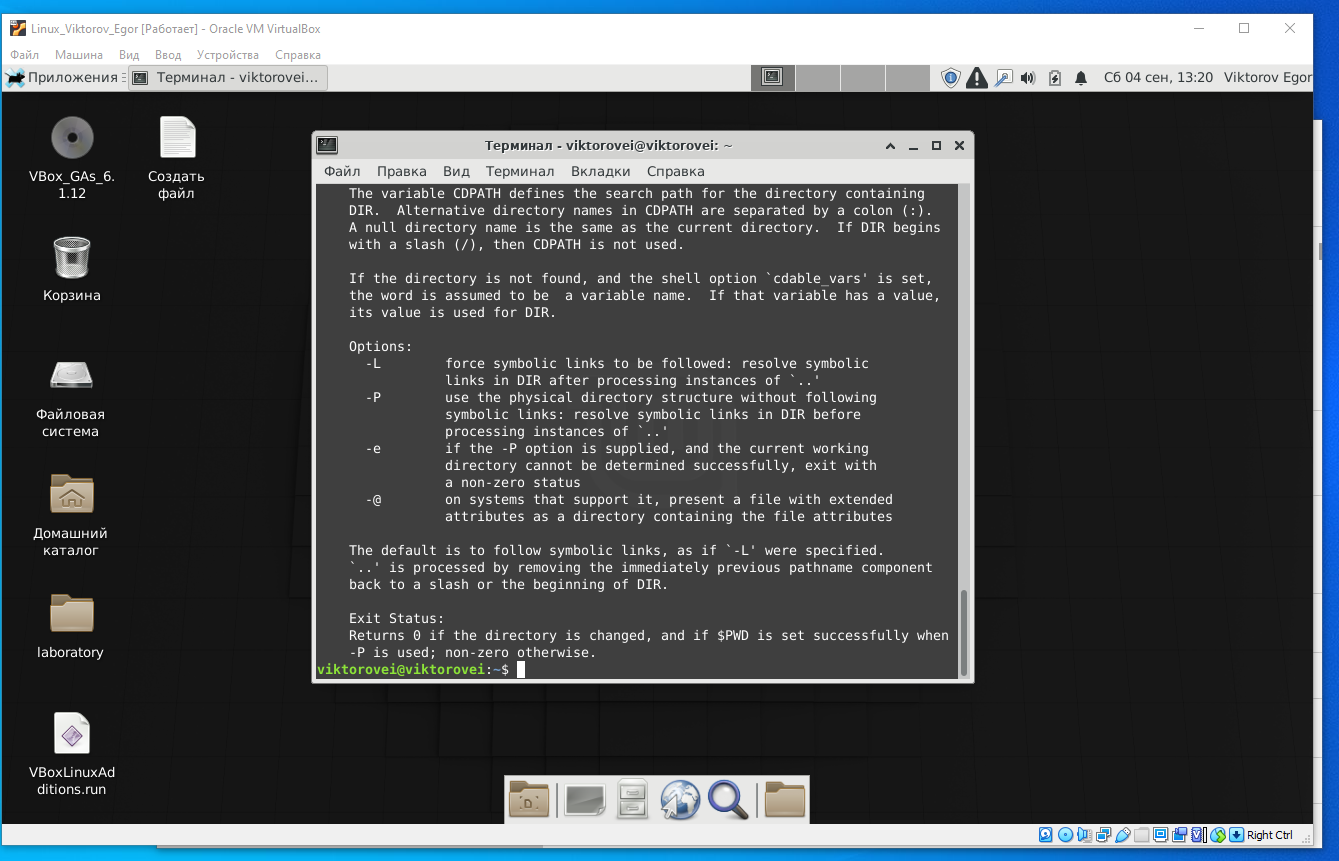 Linux_Viktorov_Egor [Работает] - Oracle VM VirtualBox
Файл Машина Вид Ввод Устройства Справка
Приложения
Терминал - viktorovei...
Сб 04 сен, 13:20 Viktorov Egor
VBox_GAs_6.
1.12
Создать
файл
Корзина
Файловая
система
Домашний
каталог
laboratory
VBoxLinuxAd
ditions.run
Терминал - viktorovei@viktorovei: ~
Файл Правка Вид Терминал Вкладки Справка
The variable CDPATH defines the search path for the directory containing
DIR.  Alternative directory names in CDPATH are separated by a colon (:).
A null directory name is the same as the current directory.  If DIR begins
with a slash (/), then CDPATH is not used.
If the directory is not found, and the shell option `cdable_vars' is set,
the word is assumed to be  a variable name.  If that variable has a value,
its value is used for DIR.
Options:
-L        force symbolic links to be followed: resolve symbolic
links in DIR after processing instances of `..'
-P        use the physical directory structure without following
symbolic links: resolve symbolic links in DIR before
processing instances of `..'
-e        if the -P option is supplied, and the current working
directory cannot be determined successfully, exit with
a non-zero status
-@        on systems that support it, present a file with extended
attributes as a directory containing the file attributes
The default is to follow symbolic links, as if `-L' were specified.
`..' is processed by removing the immediately previous pathname component
back to a slash or the beginning of DIR.
Exit Status:
Returns 0 if the directory is changed, and if $PWD is set successfully when
-P is used; non-zero otherwise.
viktorovei@viktorovei:~$
Right Ctrl